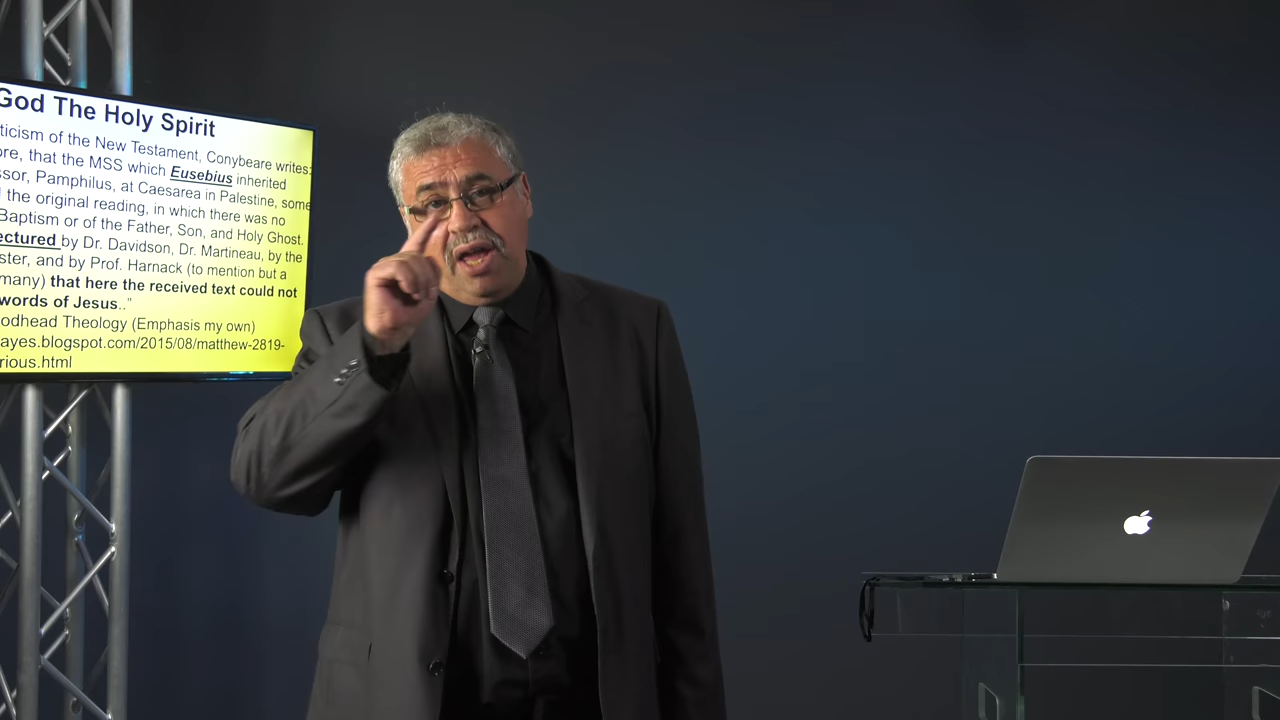 God The Holy Spirit
ticism of the New Testament, Conybeare writes:
ore, that the MSS which Eusebius inherited
ssor, Pamphilus, at Caesarea in Palestine, some
the original reading, in which there was no
Baptism or of the Father, Son, and Holy Ghost.
ectured by Dr. Davidson, Dr. Martineau, by the
ster, and by Prof. Harnack (to mention but a
many) that here the received text could not
words of Jesus.."
odhead Theology (Emphasis my own)
ayes.blogspot.com/2015/08/matthew-2819-
rious.html